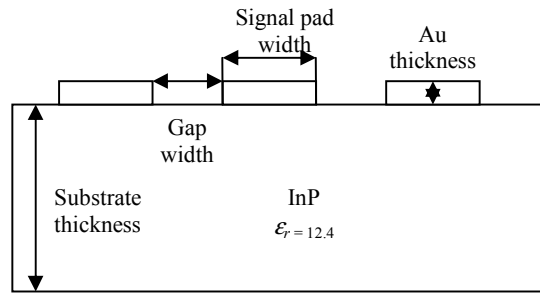 Signal pad
width
Au
thickness
Gap
width
Substrate
thickness
InP
εr = 12.4